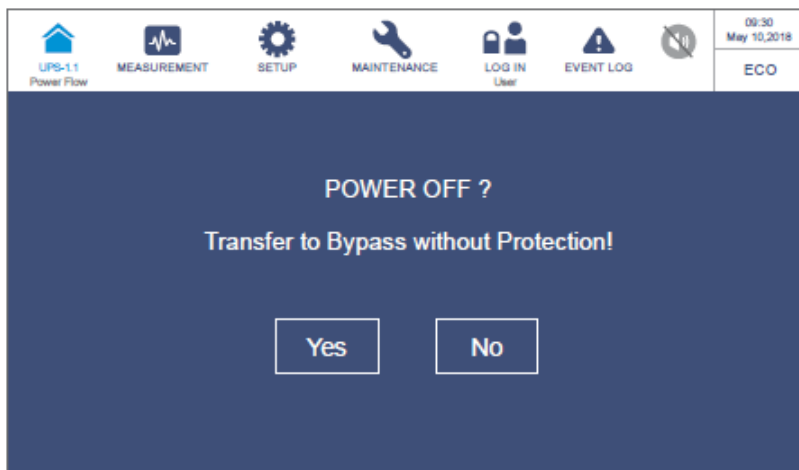 UPS-1.1
Power Flow
MEASUREMENT
SETUP
MAINTENANCE
LOG IN
User
EVENT LOG
09:30
May 10,2018
ECO
POWER OFF ?
Transfer to Bypass without Protection!
Yes
No